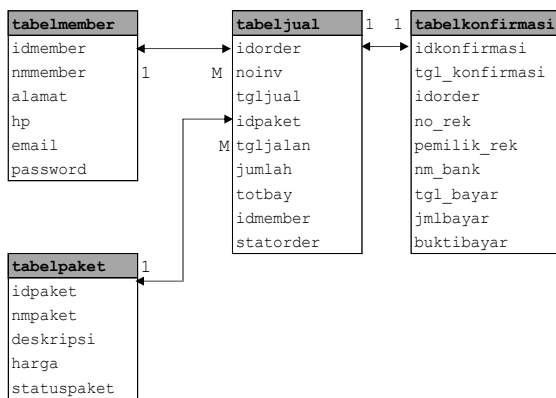 tabelmember
idmember
nmmember
alamat
hp
email
password
1
M
tabeljual
idorder
noinv
tgljual
idpaket
tgljalan
jumlah
totbay
idmember
statorder
M
1 1
tabelkonfirmasi
idkonfirmasi
tgl_konfirmasi
idorder
no_rek
pemilik_rek
nm_bank
tgl_bayar
jmlbayar
buktibayar
tabelpaket
1
idpaket
nmpaket
deskripsi
harga
statuspaket